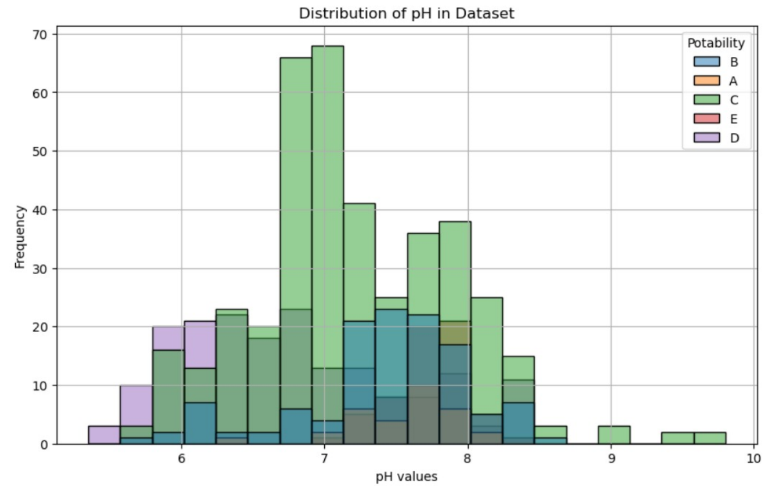 Distribution of pH in Dataset
70
60
50
40
30
20
10
0
Frequency
Potability
B
A
C
E
D
6 7 8 9 10
pH values